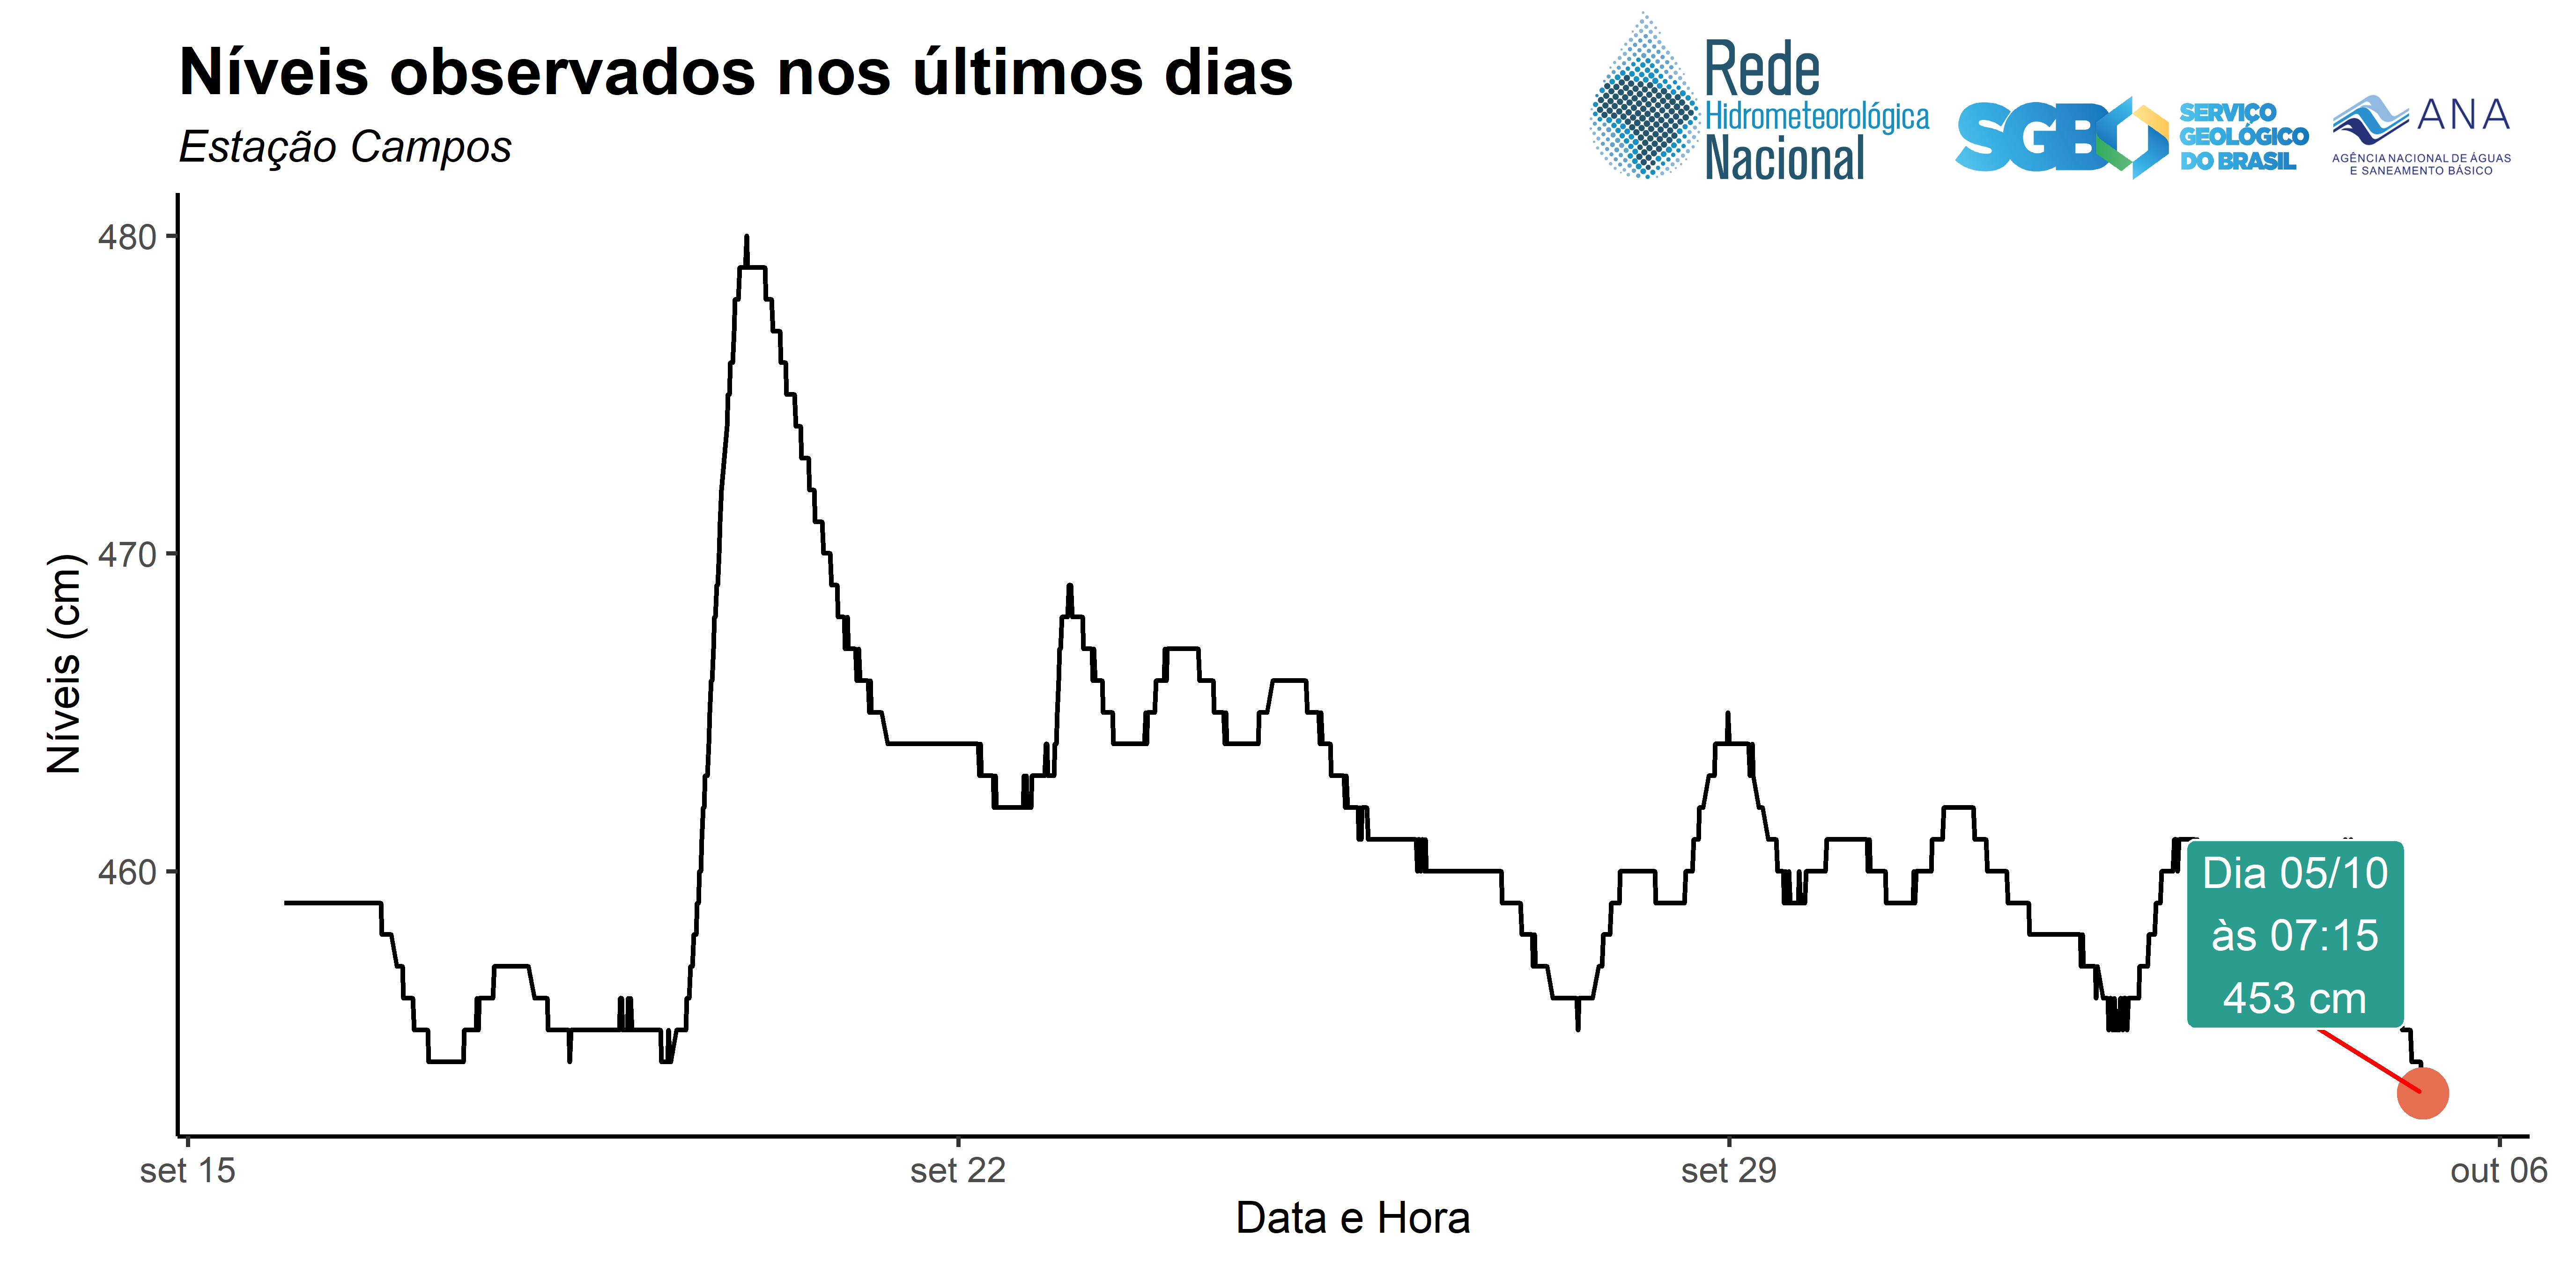 Níveis observados nos últimos dias
Estação Campos
Rede
Hidrometeorológica
Nacional
SGB
SERVIÇO
GEOLÓGICO
DO BRASIL
ANA
AGÊNCIA NACIONAL DE ÁGUAS
E SANEAMENTO BÁSICO
Níveis (cm)
480
470
460
Dia 05/10
às 07:15
453 cm
set 15
set 22
set 29
out 06
Data e Hora